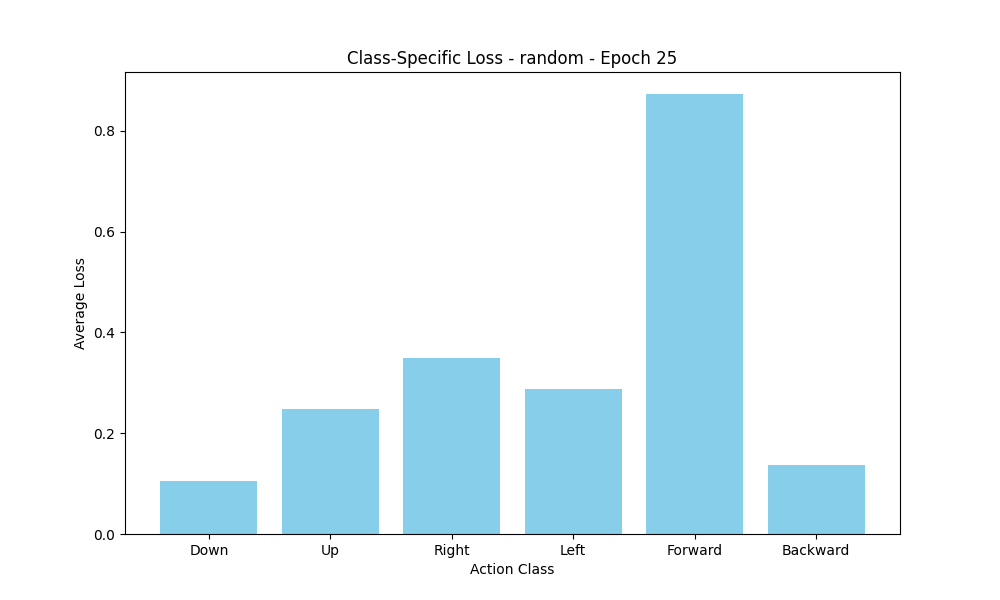 Class-Specific Loss - random - Epoch 25
Average Loss
0.8
0.6
0.4
0.2
0.0
Down Up Right Left Forward Backward
Action Class